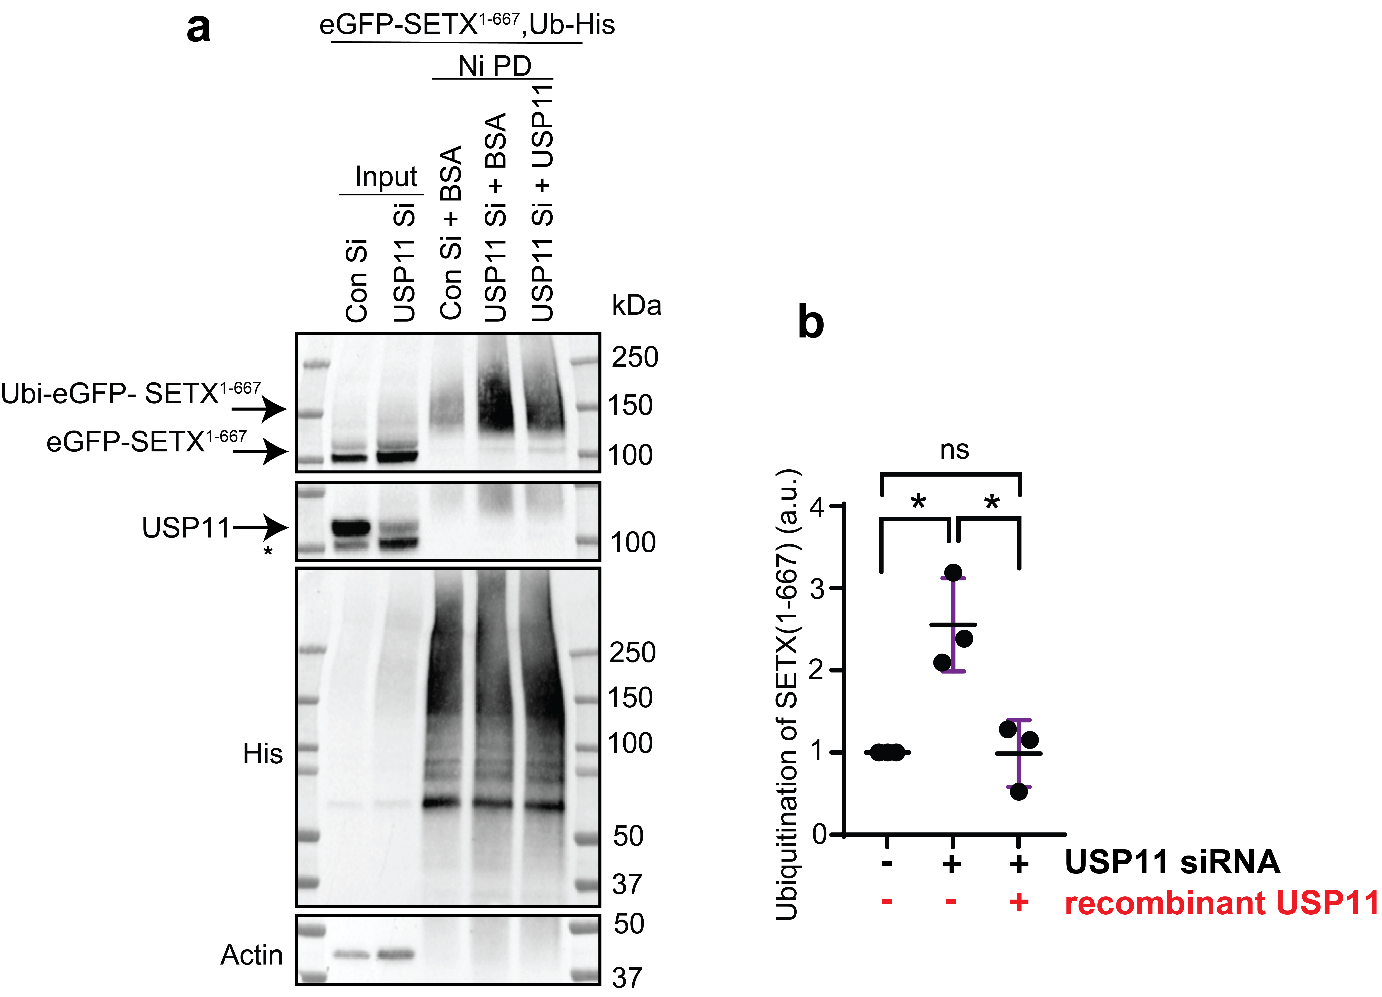 a
eGFP-SETX1-667,Ub-His
Ni PD
Input
Con Si
USP11 Si
Con Si + BSA
USP11 Si + BSA
USP11 Si + USP11
kDa
250
Ubi-eGFP- SETX1-667
150
eGFP-SETX1-667
100
USP11
*
100
250
150
100
His
50
37
50
Actin
37
b
ns
* *
Ubiquitination of SETX(1-667) (a.u.)
4
3
2
1
0
- + + USP11 siRNA
- - + recombinant USP11